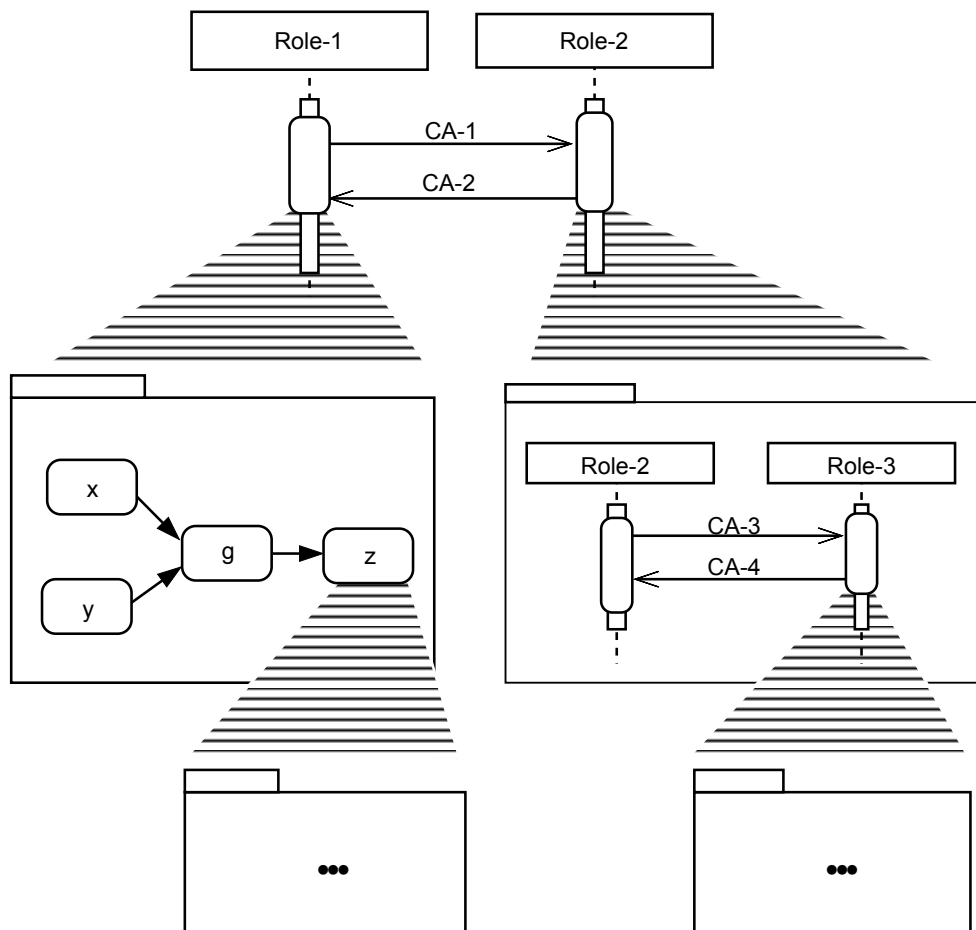 Role-1
Role-2
CA-1
CA-2
Role-2
Role-3
x
y
g
z
CA-3
CA-4
•••
•••